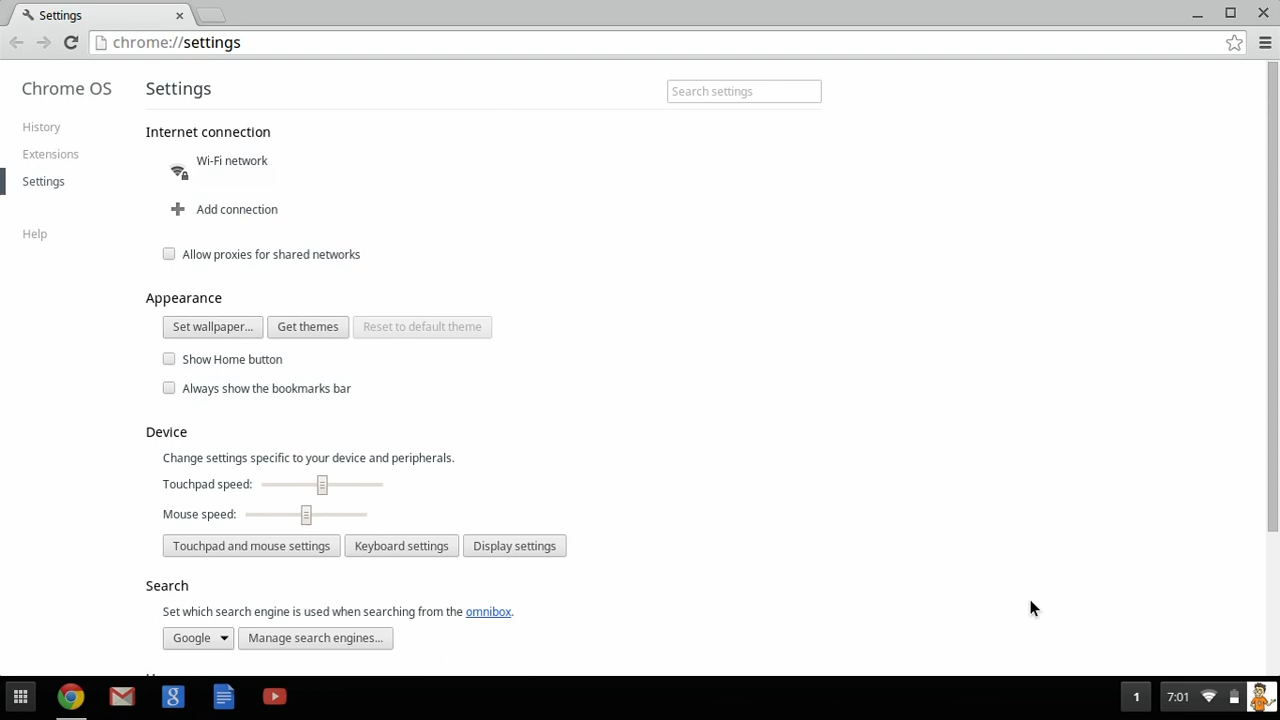 Settings
chrome://settings
Chrome OS
Settings
Search settings
History
Extensions
Settings
Help
Internet connection
Wi-Fi network
Add connection
Allow proxies for shared networks
Appearance
Set wallpaper...
Get themes
Reset to default theme
Show Home button
Always show the bookmarks bar
Device
Change settings specific to your device and peripherals.
Touchpad speed:
Mouse speed:
Touchpad and mouse settings
Keyboard settings
Display settings
Search
Set which search engine is used when searching from the omnibox.
Google
Manage search engines...
1
7:01